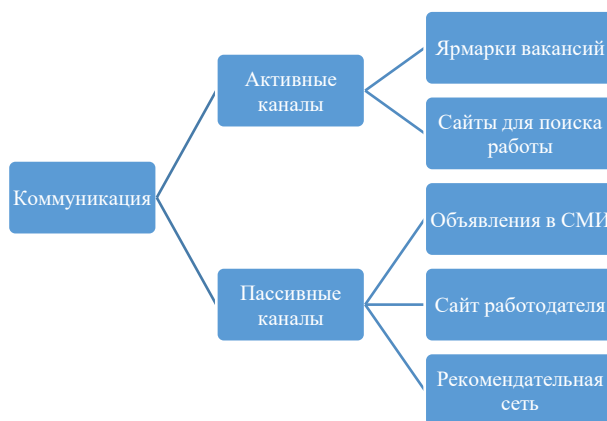 Коммуникация
Активные
каналы
Ярмарки вакансий
Сайты для поиска
работы
Пассивные
каналы
Объявления в СМИ
Сайт работодателя
Рекомендательная
сеть